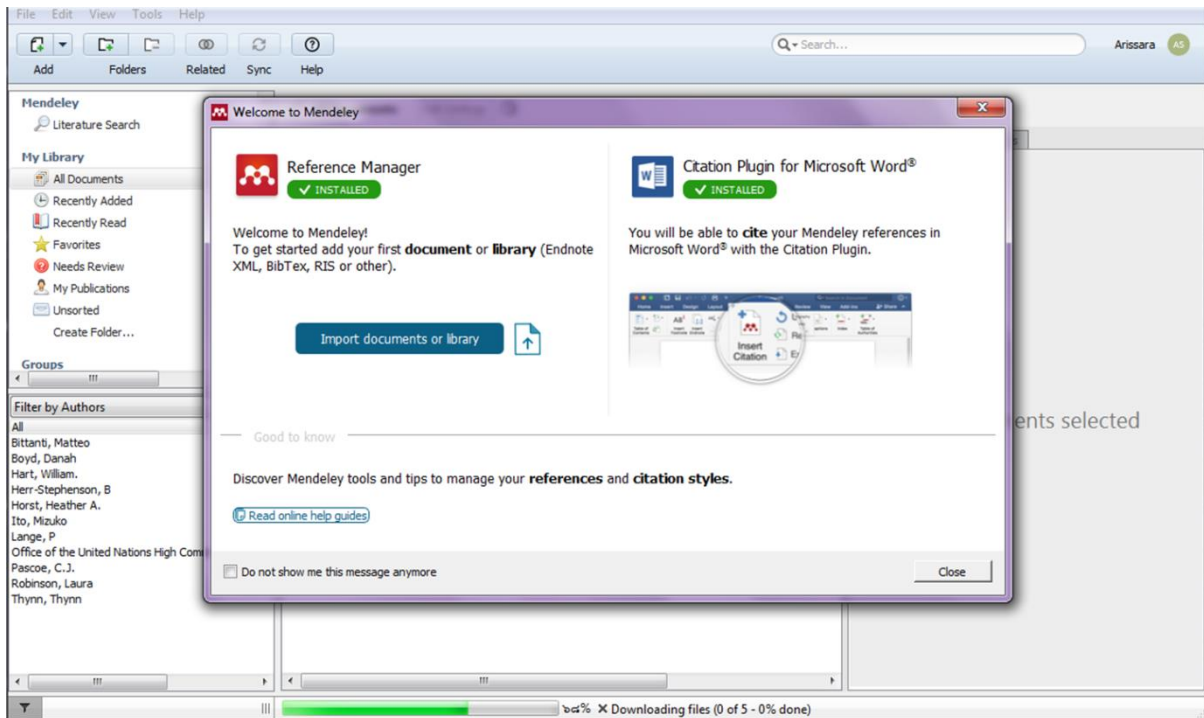 File Edit View Tools Help
Search...
Arissara AS
Add Folders Related Sync Help
Mendeley
Literature Search
My Library
All Documents
Recently Added
Recently Read
Favorites
Needs Review
My Publications
Unsorted
Create Folder...
Groups
Filter by Authors
All
Bittanti, Matteo
Boyd, Danah
Hart, William.
Herr-Stephenson, B
Horst, Heather A.
Ito, Mizuko
Lange, P
Office of the United Nations High Com
Pascoe, C.J.
Robinson, Laura
Thynn, Thynn
Welcome to Mendeley
Reference Manager
INSTALLED
Welcome to Mendeley!
To get started add your first document or library (Endnote
XML, BibTex, RIS or other).
Import documents or library
Citation Plugin for Microsoft Word®
INSTALLED
You will be able to cite your Mendeley references in
Microsoft Word® with the Citation Plugin.
Insert
Citation
Good to know
Discover Mendeley tools and tips to manage your references and citation styles.
Read online help guides
Do not show me this message anymore
Close
ents selected
๖๘% Downloading files (0 of 5 - 0% done)